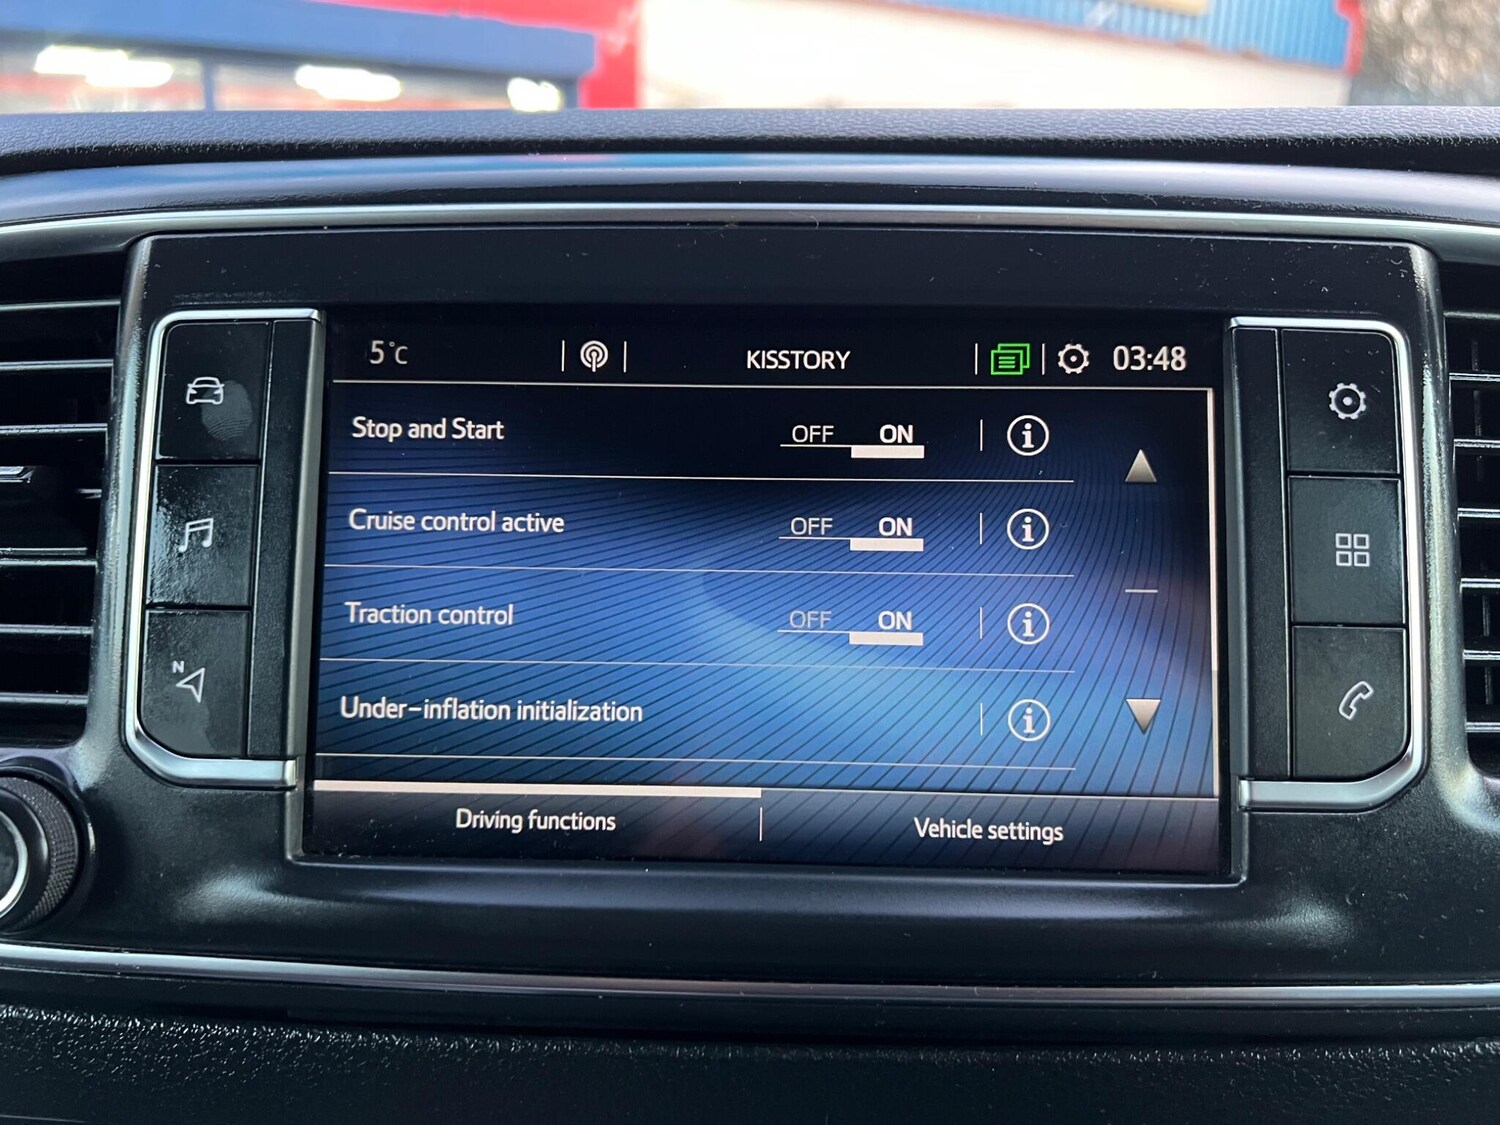 5°C KISSTORY 03:48
Stop and Start OFF ON i
Cruise control active OFF ON i
Traction control OFF ON i
Under-inflation initialization i
Driving functions Vehicle settings
N